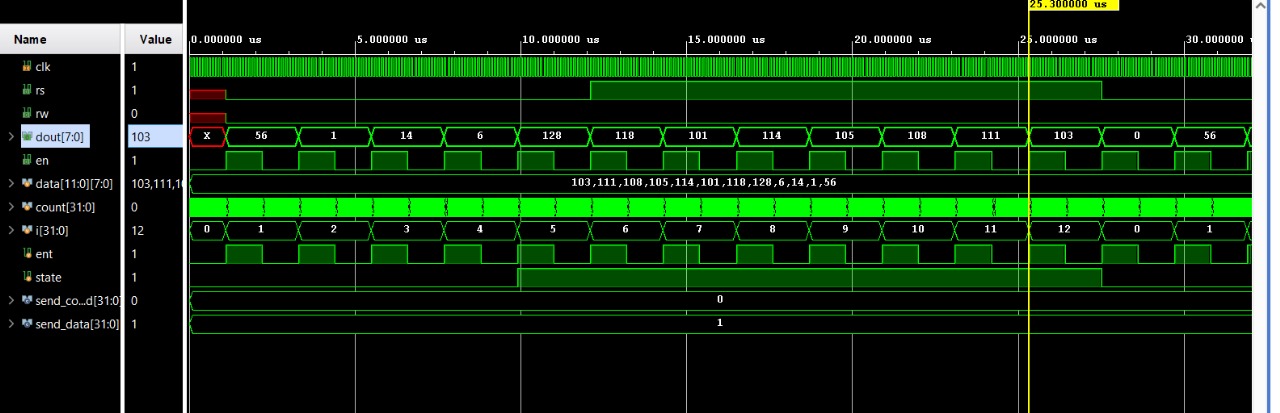 25.300000 us
Name Value 0.000000 us 5.000000 us 10.000000 us 15.000000 us 20.000000 us 25.000000 us 30.000000 us
clk 1
rs 1
rw 0
dout[7:0] 103 X 56 1 14 6 128 118 101 114 105 108 111 103 0 56
en 1
data[11:0][7:0] 103,111,10 103,111,108,105,114,101,118,128,6,14,1,56
count[31:0] 0
i[31:0] 12 0 1 2 3 4 5 6 7 8 9 10 11 12 0 1
ent 1
state 1
send_co...d[31:0] 0 0
send_data[31:0] 1 1